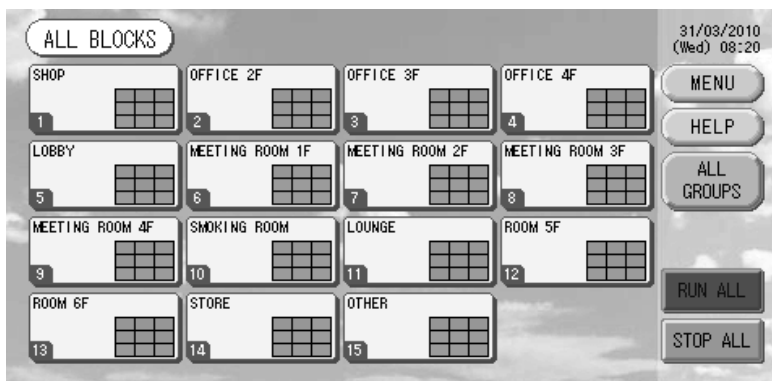 ALL BLOCKS
31/03/2010
(Wed) 08:20
SHOP
1
OFFICE 2F
2
OFFICE 3F
3
OFFICE 4F
4
MENU
HELP
LOBBY
5
MEETING ROOM 1F
6
MEETING ROOM 2F
7
MEETING ROOM 3F
8
ALL
GROUPS
MEETING ROOM 4F
9
SMOKING ROOM
10
LOUNGE
11
ROOM 5F
12
RUN ALL
ROOM 6F
13
STORE
14
OTHER
15
STOP ALL